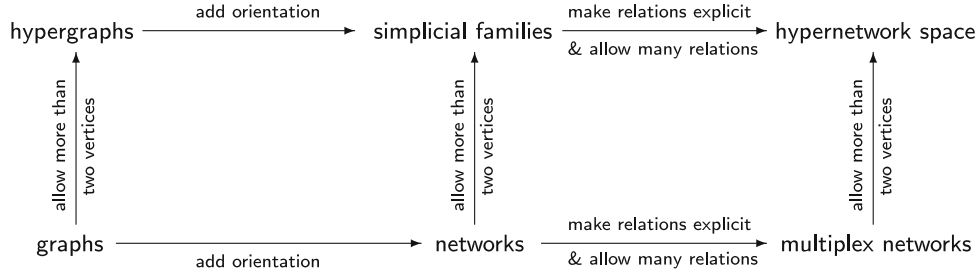 add orientation
make relations explicit
hypergraphs
simplicial families
hypernetwork space
& allow many relations
allow more than
two vertices
allow more than
two vertices
allow more than
two vertices
make relations explicit
graphs
networks
multiplex networks
add orientation
& allow many relations